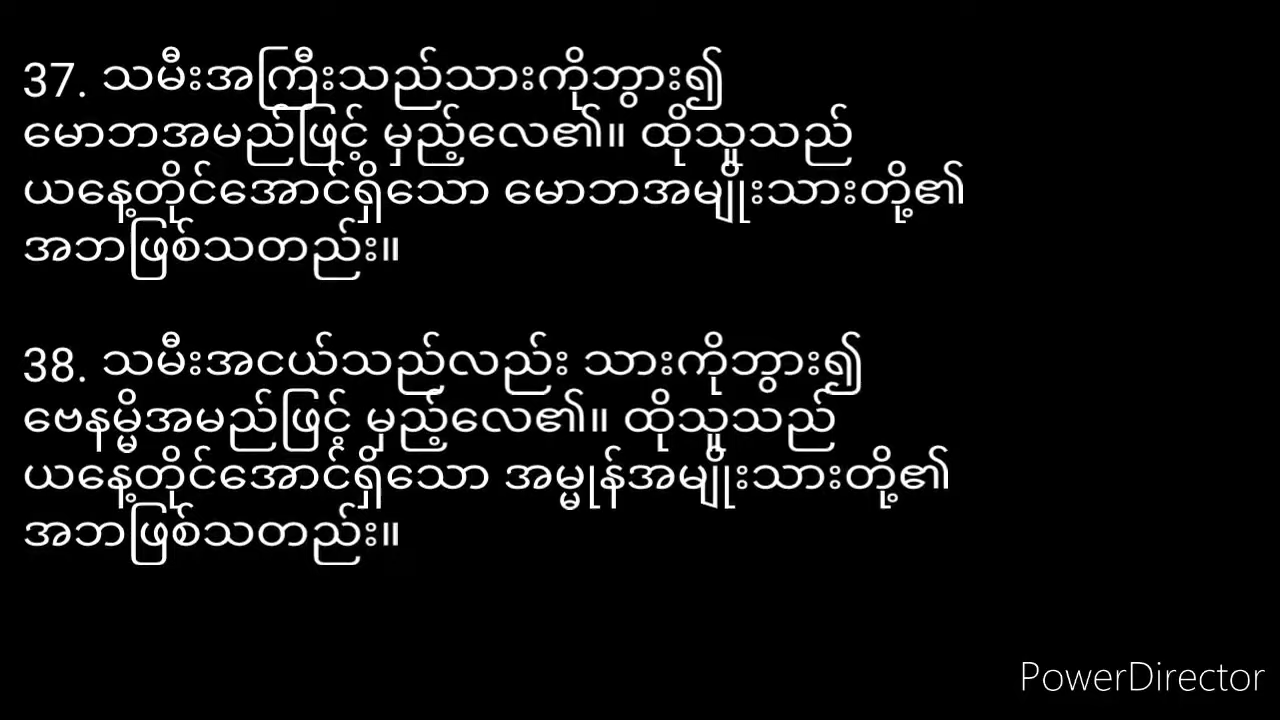 37. သမီးအကြီးသည်သားကိုဘွား၍
မောဘအမည်ဖြင့် မှည့်လေ၏။ ထိုသူသည်
ယနေ့တိုင်အောင်ရှိသော မောဘအမျိုးသားတို့၏
အဘဖြစ်သတည်း။
38. သမီးအငယ်သည်လည်း သားကိုဘွား၍
ဗေနမ္မိအမည်ဖြင့် မှည့်လေ၏။ ထိုသူသည်
ယနေ့တိုင်အောင်ရှိသော အမ္မုန်အမျိုးသားတို့၏
အဘဖြစ်သတည်း။
PowerDirector